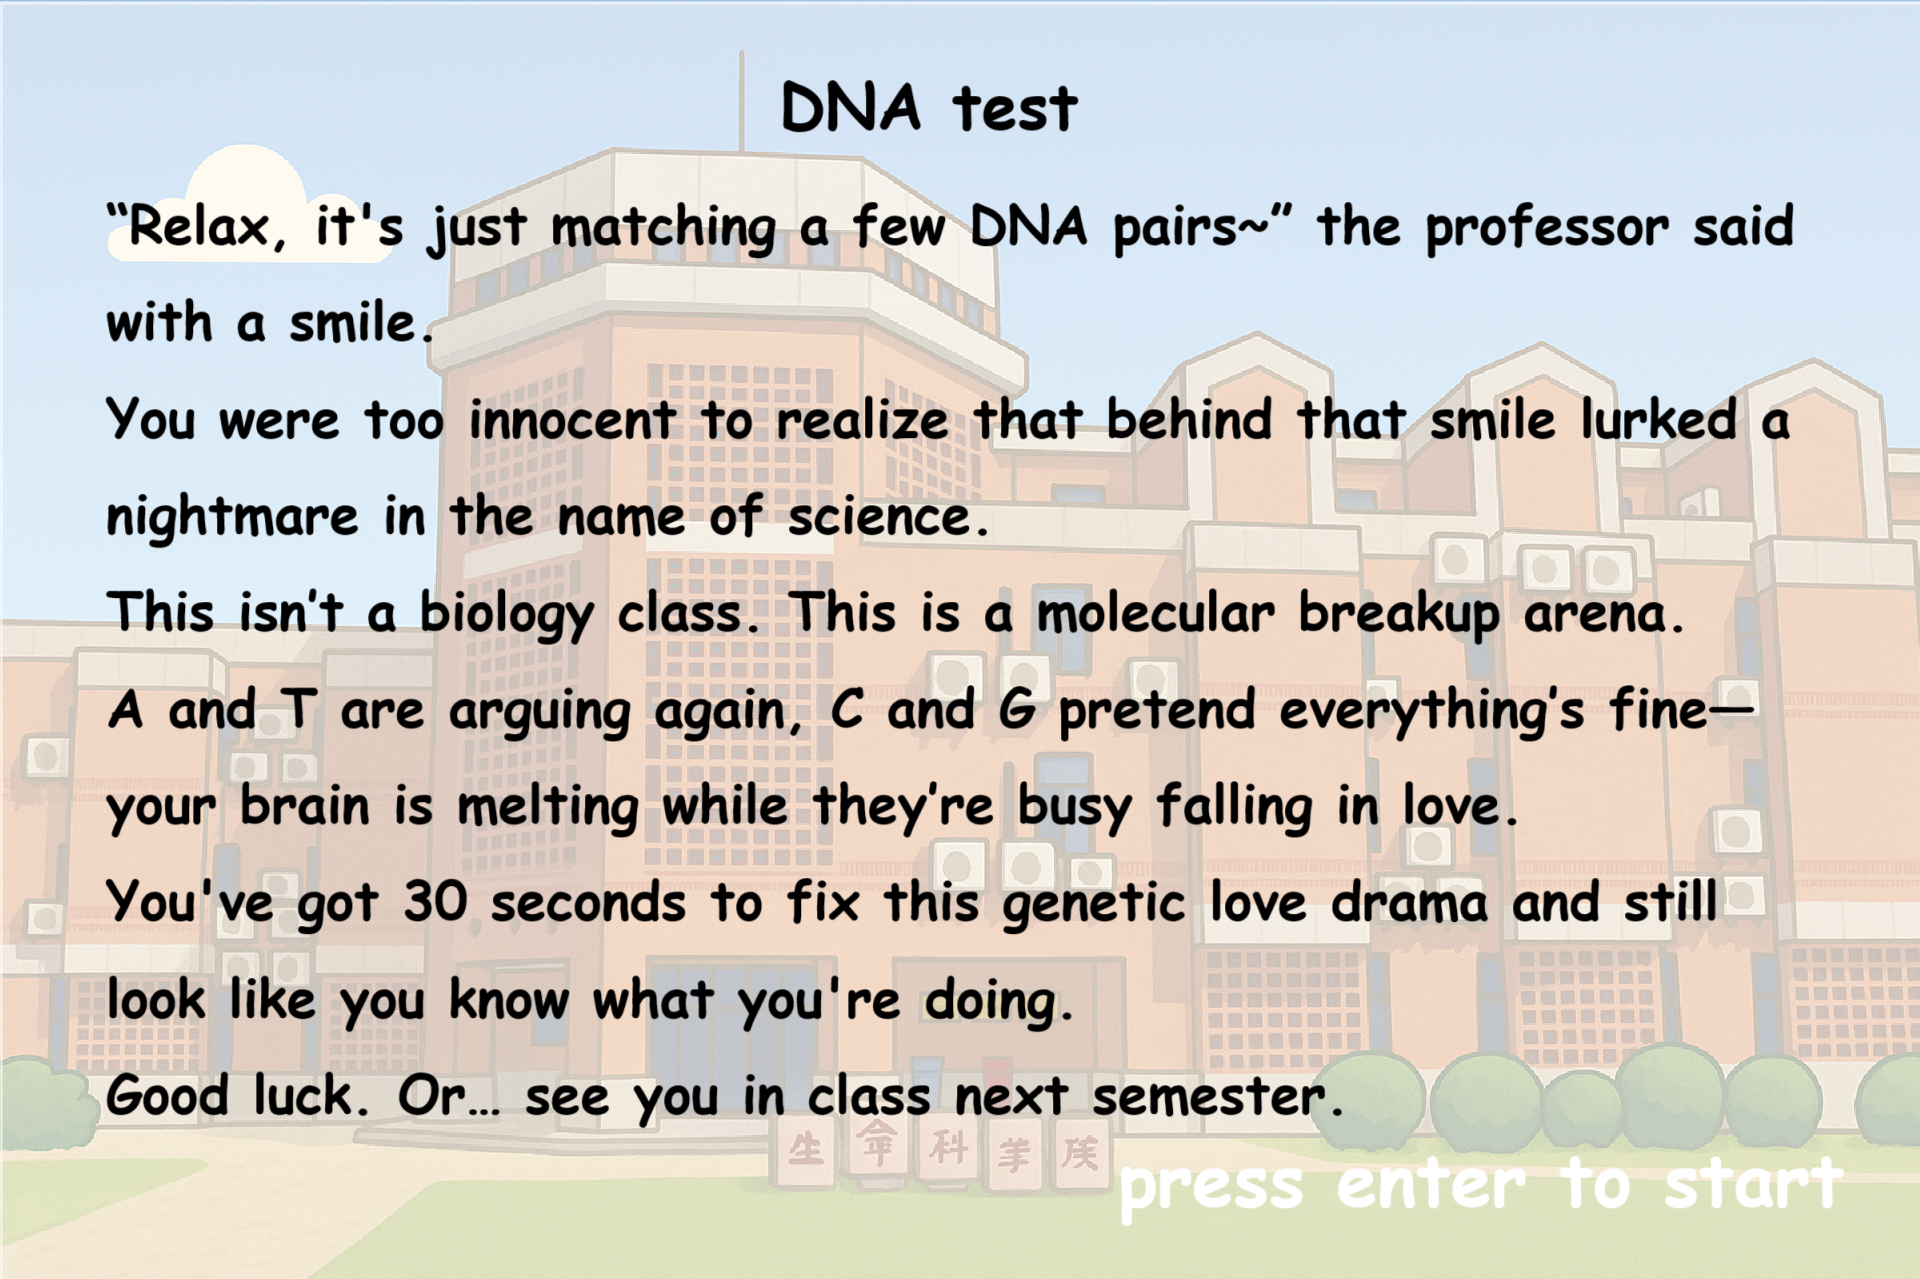 DNA test
“Relax, it's just matching a few DNA pairs~” the professor said
with a smile.
You were too innocent to realize that behind that smile lurked a
nightmare in the name of science.
This isn’t a biology class. This is a molecular breakup arena.
A and T are arguing again, C and G pretend everything’s fine—
your brain is melting while they’re busy falling in love.
You've got 30 seconds to fix this genetic love drama and still
look like you know what you're doing.
Good luck. Or… see you in class next semester.
生命科
press enter to start